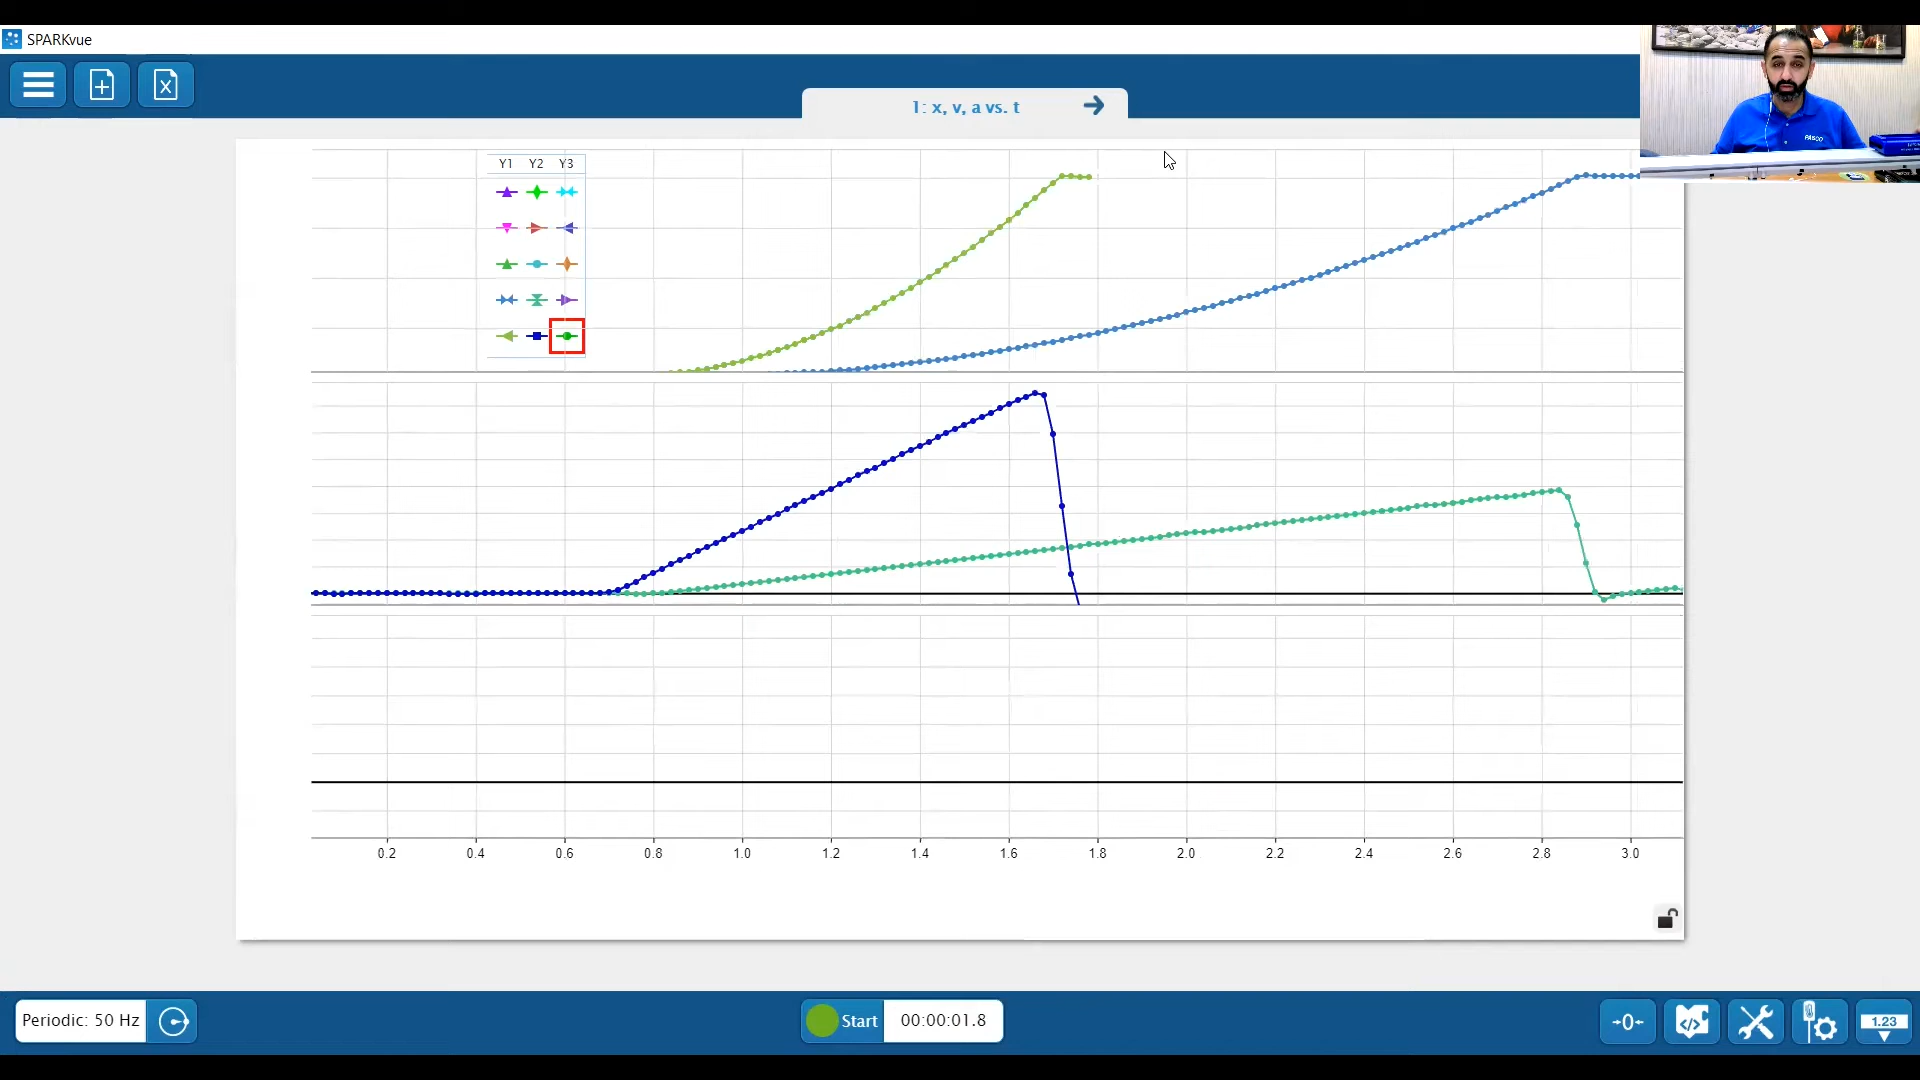 SPARKvue
1: x, v, a vs. t
PASCO
Y1 Y2 Y3
0.2 0.4 0.6 0.8 1.0 1.2 1.4 1.6 1.8 2.0 2.2 2.4 2.6 2.8 3.0
Periodic: 50 Hz
Start
00:00:01.8
→0←
1.23